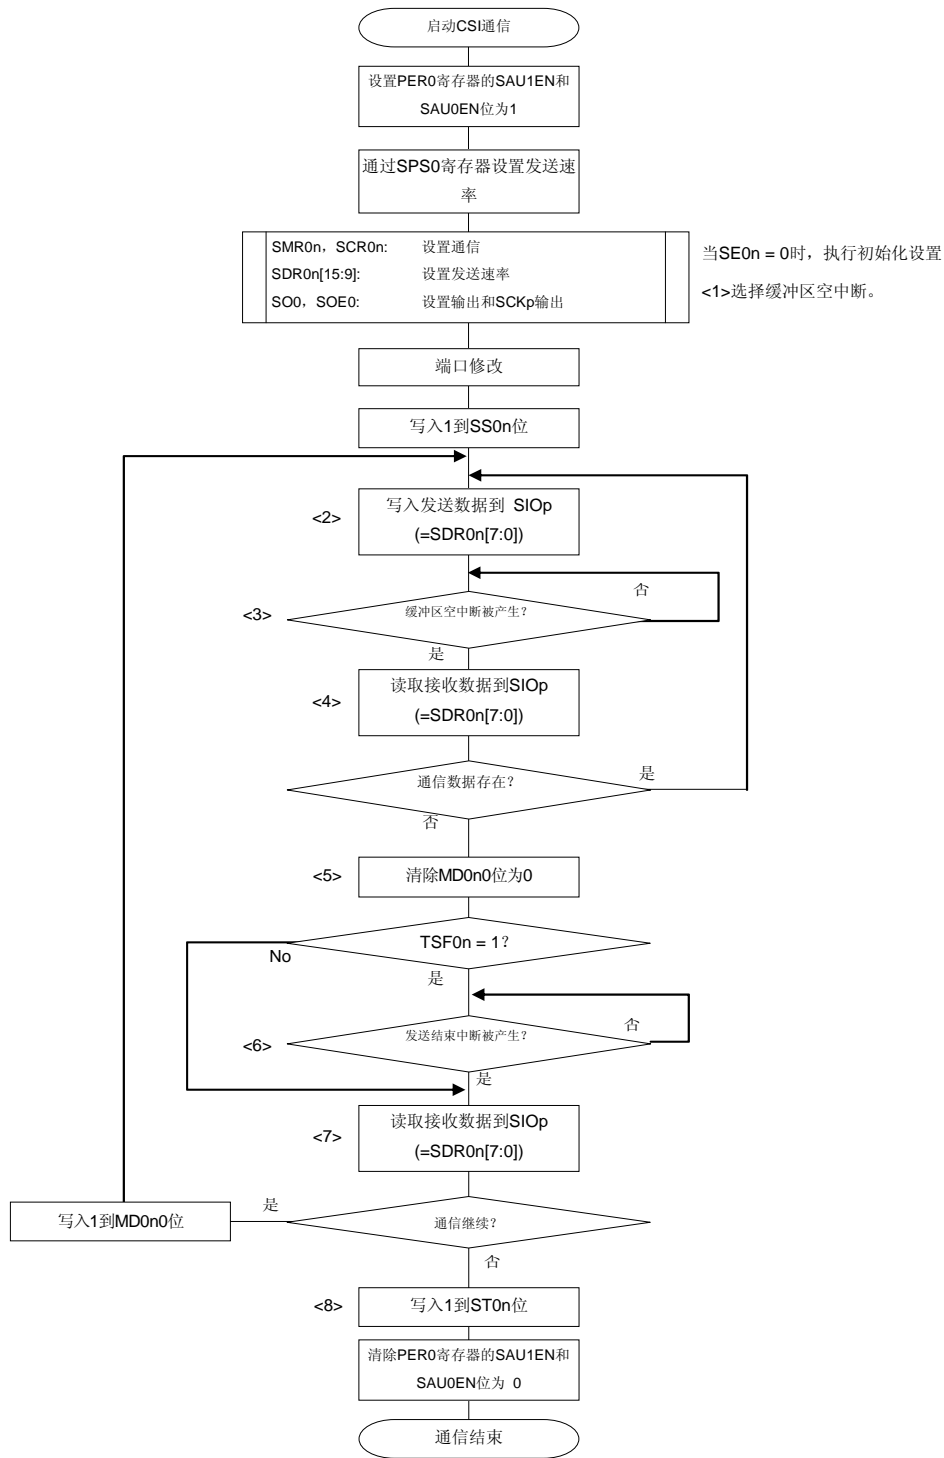 启动CSI通信
设置PER0寄存器的SAU1EN和
SAU0EN位为1
通过SPS0寄存器设置发送速
率
SMR0n，SCR0n: 设置通信
SDR0n[15:9]: 设置发送速率
SO0，SOE0: 设置输出和SCKp输出
当SE0n = 0时，执行初始化设置
<1>选择缓冲区空中断。
端口修改
写入1到SS0n位
<2>
写入发送数据到 SIOp
(=SDR0n[7:0])
否
<3>
缓冲区空中断被产生？
是
<4>
读取接收数据到SIOp
(=SDR0n[7:0])
通信数据存在？
是
否
<5>
清除MD0n0位为0
TSF0n = 1？
No
是
<6>
发送结束中断被产生？
否
是
<7>
读取接收数据到SIOp
(=SDR0n[7:0])
写入1到MD0n0位
是
通信继续？
否
<8>
写入1到ST0n位
清除PER0寄存器的SAU1EN和
SAU0EN位为 0
通信结束